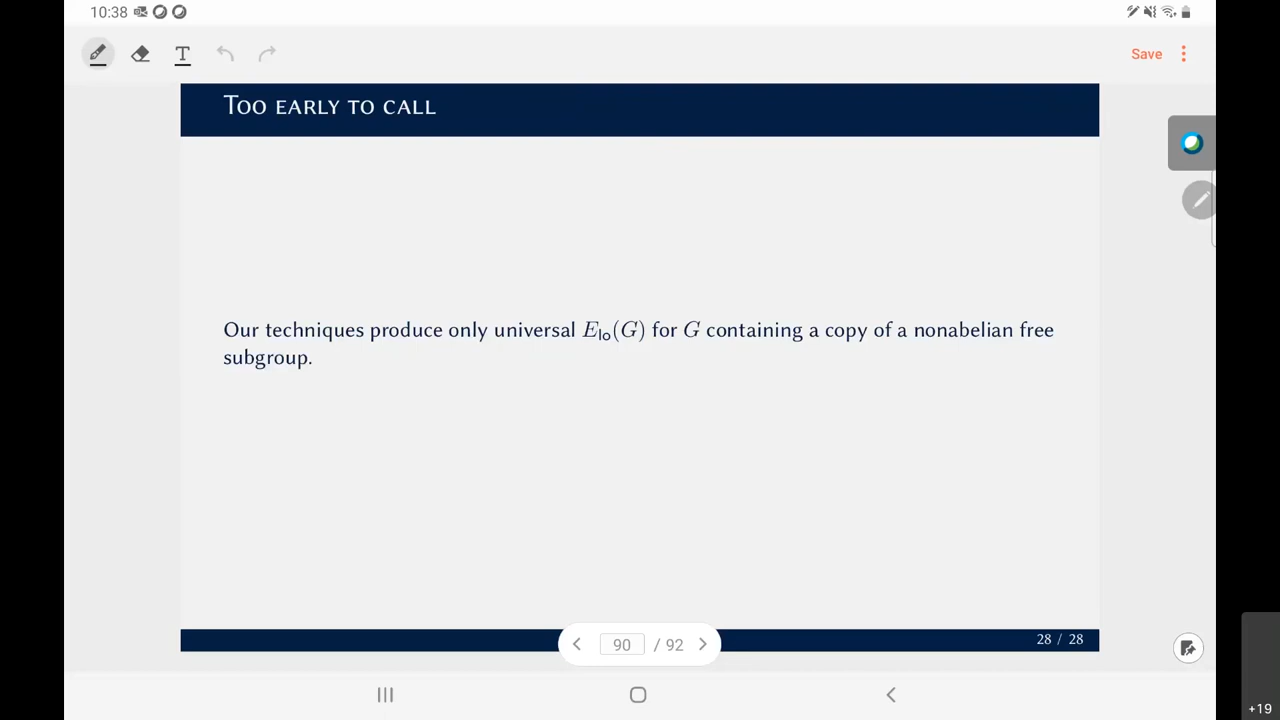 10:38
T
Save
Too early to call
Our techniques produce only universal E_lo(G) for G containing a copy of a nonabelian free
subgroup.
28 / 28
90 / 92
+19